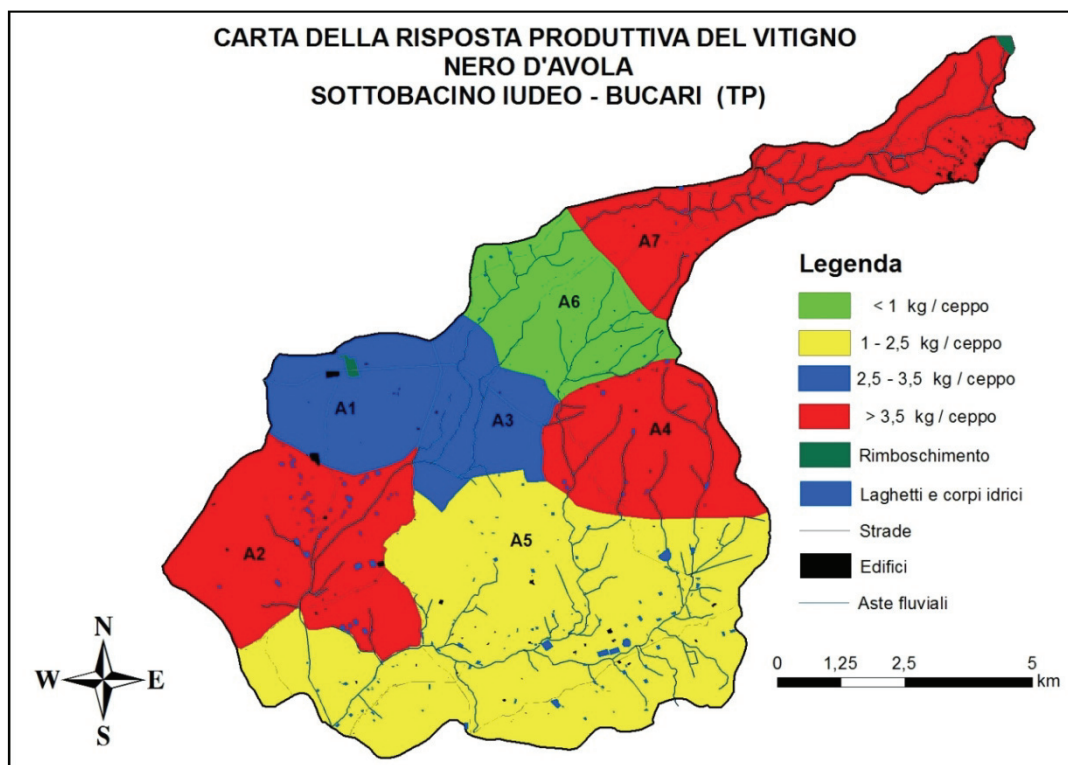 CARTA DELLA RISPOSTA PRODUTTIVA DEL VITIGNO
NERO D'AVOLA
SOTTOBACINO IUDEO - BUCARI (TP)
A7
A6
A1
A3
A4
A2
A5
Legenda
< 1 kg / ceppo
1 - 2,5 kg / ceppo
2,5 - 3,5 kg / ceppo
> 3,5 kg / ceppo
Rimboschimento
Laghetti e corpi idrici
Strade
Edifici
Aste fluviali
N
W E
S
0 1,25 2,5 5
km